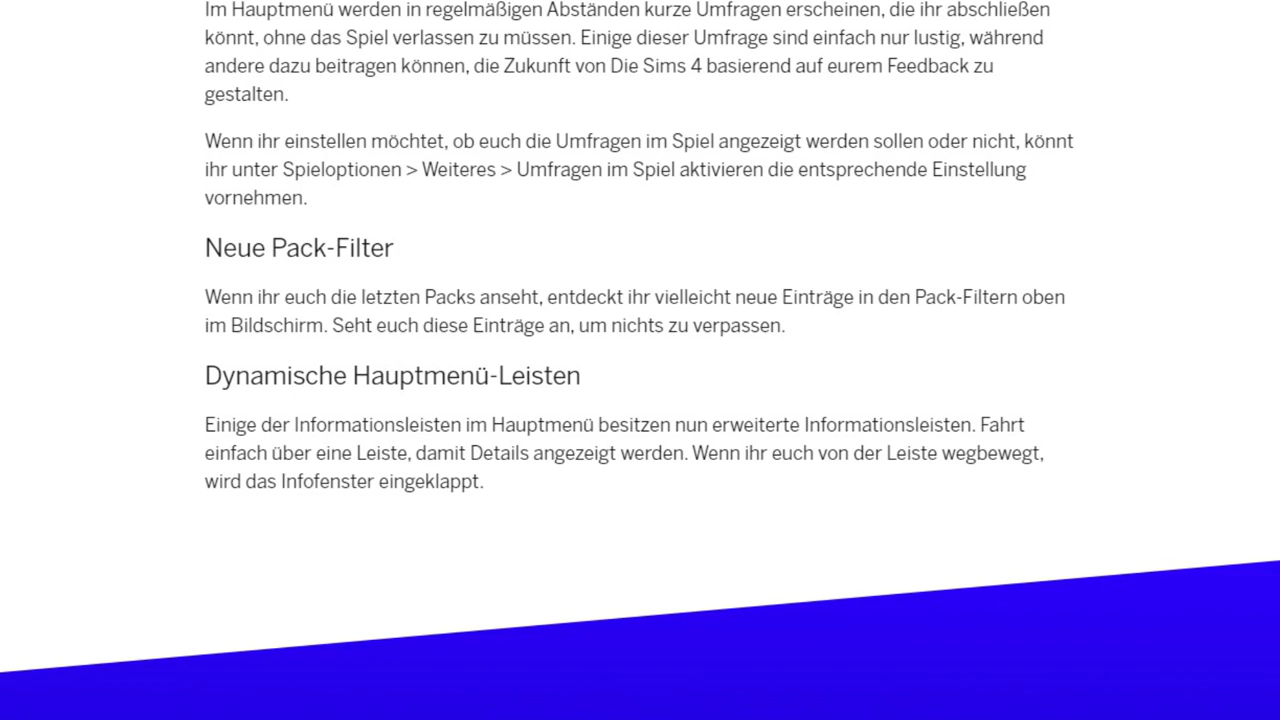 Im Hauptmenü werden in regelmäßigen Abständen kurze Umfragen erscheinen, die ihr abschließen
könnt, ohne das Spiel verlassen zu müssen. Einige dieser Umfrage sind einfach nur lustig, während
andere dazu beitragen können, die Zukunft von Die Sims 4 basierend auf eurem Feedback zu
gestalten.
Wenn ihr einstellen möchtet, ob euch die Umfragen im Spiel angezeigt werden sollen oder nicht, könnt
ihr unter Spieloptionen > Weiteres > Umfragen im Spiel aktivieren die entsprechende Einstellung
vornehmen.
Neue Pack-Filter
Wenn ihr euch die letzten Packs anseht, entdeckt ihr vielleicht neue Einträge in den Pack-Filtern oben
im Bildschirm. Seht euch diese Einträge an, um nichts zu verpassen.
Dynamische Hauptmenü-Leisten
Einige der Informationsleisten im Hauptmenü besitzen nun erweiterte Informationsleisten. Fahrt
einfach über eine Leiste, damit Details angezeigt werden. Wenn ihr euch von der Leiste wegbewegt,
wird das Infofenster eingeklappt.